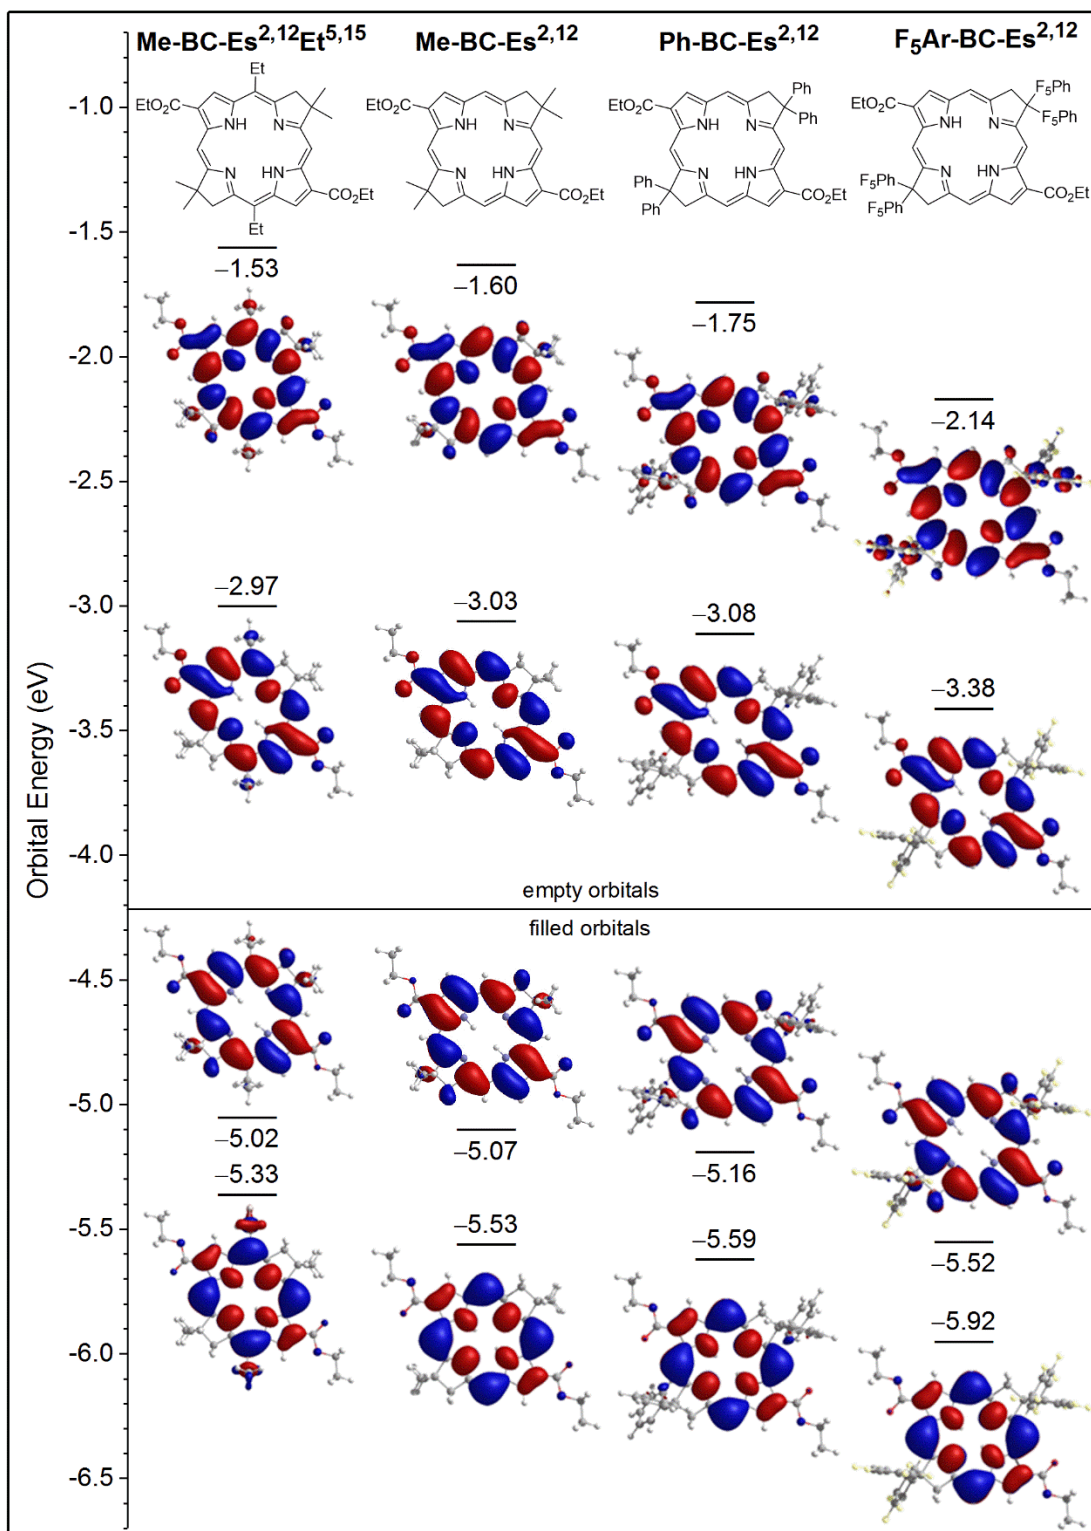 Me-BC-Es2,12Et5,15 Me-BC-Es2,12 Ph-BC-Es2,12 F5Ar-BC-Es2,12
Et
EtO2C
NH
N
N
HN
CO2Et
Et
EtO2C
NH
N
N
HN
CO2Et
EtO2C
Ph
Ph
NH
N
N
HN
Ph
Ph
CO2Et
EtO2C
F5Ph
F5Ph
NH
N
N
HN
F5Ph
F5Ph
CO2Et
Orbital Energy (eV)
-1.0
-1.5
-2.0
-2.5
-3.0
-3.5
-4.0
-4.5
-5.0
-5.5
-6.0
-6.5
−1.53
−1.60
−1.75
−2.14
−2.97
−3.03
−3.08
−3.38
empty orbitals
filled orbitals
−5.02
−5.07
−5.16
−5.52
−5.33
−5.53
−5.59
−5.92